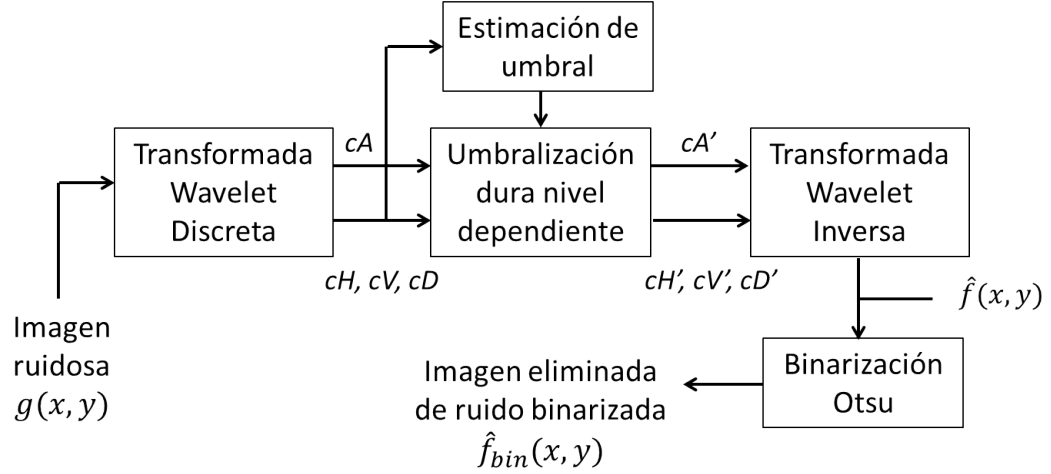 Estimación de
umbral
Transformada
Wavelet
Discreta
cA
Umbralización
dura nivel
dependiente
cA’
Transformada
Wavelet
Inversa
cH, cV, cD
cH’, cV’, cD’
f̂(x, y)
Imagen
ruidosa
g(x, y)
Binarización
Otsu
Imagen eliminada
de ruido binarizada
f̂_bin(x, y)